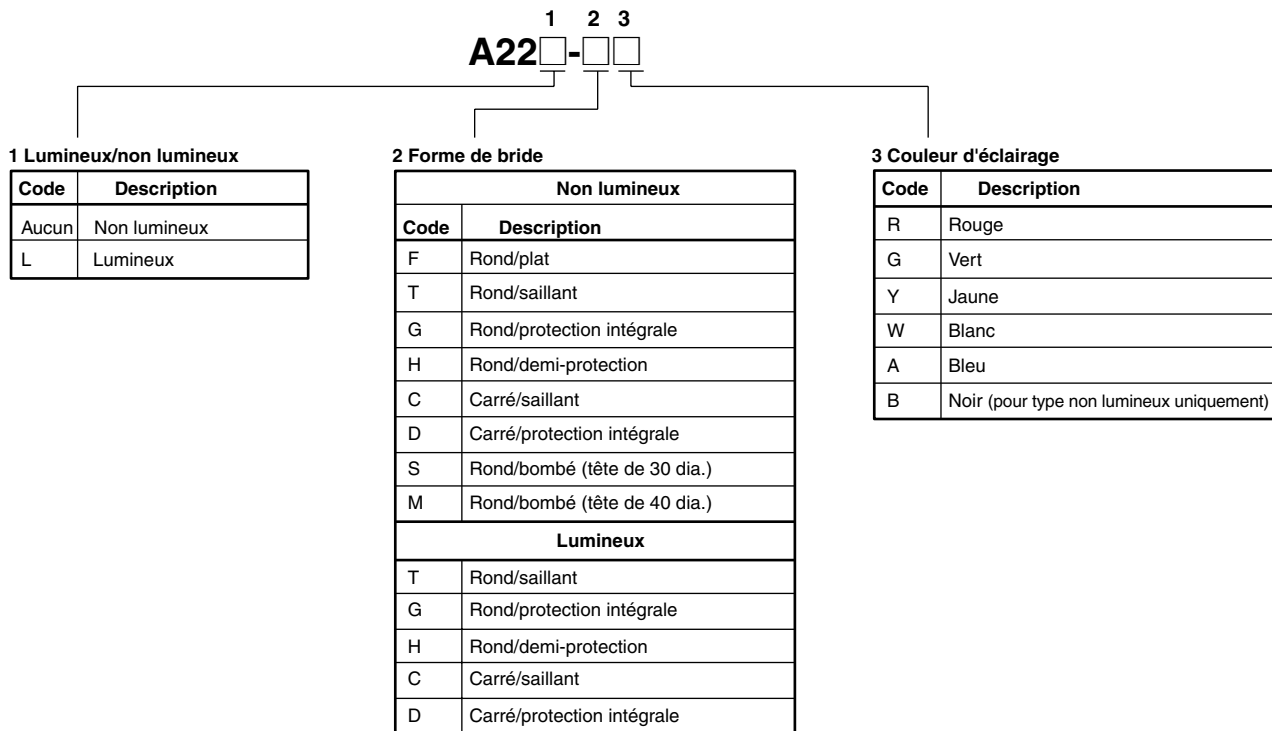 1 2 3
A22□-□□
1 Lumineux/non lumineux
Code Description
Aucun Non lumineux
L Lumineux
2 Forme de bride
Non lumineux
Code Description
F Rond/plat
T Rond/saillant
G Rond/protection intégrale
H Rond/demi-protection
C Carré/saillant
D Carré/protection intégrale
S Rond/bombé (tête de 30 dia.)
M Rond/bombé (tête de 40 dia.)
Lumineux
T Rond/saillant
G Rond/protection intégrale
H Rond/demi-protection
C Carré/saillant
D Carré/protection intégrale
3 Couleur d'éclairage
Code Description
R Rouge
G Vert
Y Jaune
W Blanc
A Bleu
B Noir (pour type non lumineux uniquement)